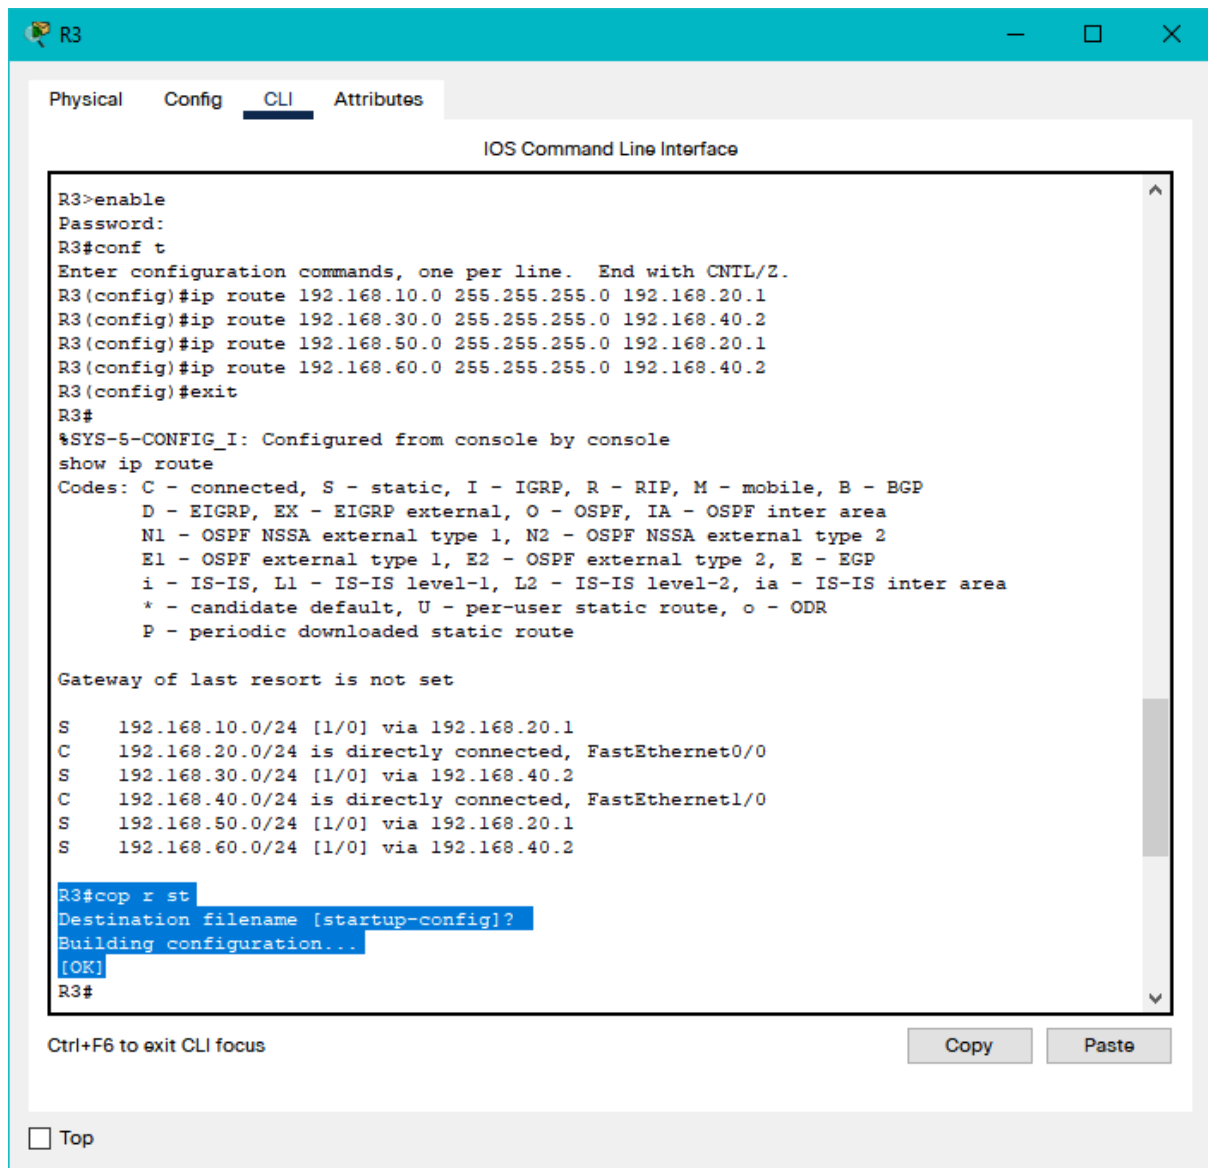 R3
Physical Config CLI Attributes
IOS Command Line Interface
R3>enable
Password:
R3#conf t
Enter configuration commands, one per line.  End with CNTL/Z.
R3(config)#ip route 192.168.10.0 255.255.255.0 192.168.20.1
R3(config)#ip route 192.168.30.0 255.255.255.0 192.168.40.2
R3(config)#ip route 192.168.50.0 255.255.255.0 192.168.20.1
R3(config)#ip route 192.168.60.0 255.255.255.0 192.168.40.2
R3(config)#exit
R3#
%SYS-5-CONFIG_I: Configured from console by console
show ip route
Codes: C - connected, S - static, I - IGRP, R - RIP, M - mobile, B - BGP
       D - EIGRP, EX - EIGRP external, O - OSPF, IA - OSPF inter area
       N1 - OSPF NSSA external type 1, N2 - OSPF NSSA external type 2
       E1 - OSPF external type 1, E2 - OSPF external type 2, E - EGP
       i - IS-IS, L1 - IS-IS level-1, L2 - IS-IS level-2, ia - IS-IS inter area
       * - candidate default, U - per-user static route, o - ODR
       P - periodic downloaded static route
Gateway of last resort is not set
S    192.168.10.0/24 [1/0] via 192.168.20.1
C    192.168.20.0/24 is directly connected, FastEthernet0/0
S    192.168.30.0/24 [1/0] via 192.168.40.2
C    192.168.40.0/24 is directly connected, FastEthernet1/0
S    192.168.50.0/24 [1/0] via 192.168.20.1
S    192.168.60.0/24 [1/0] via 192.168.40.2
R3#cop r st
Destination filename [startup-config]?
Building configuration...
[OK]
R3#
Ctrl+F6 to exit CLI focus
Copy Paste
Top